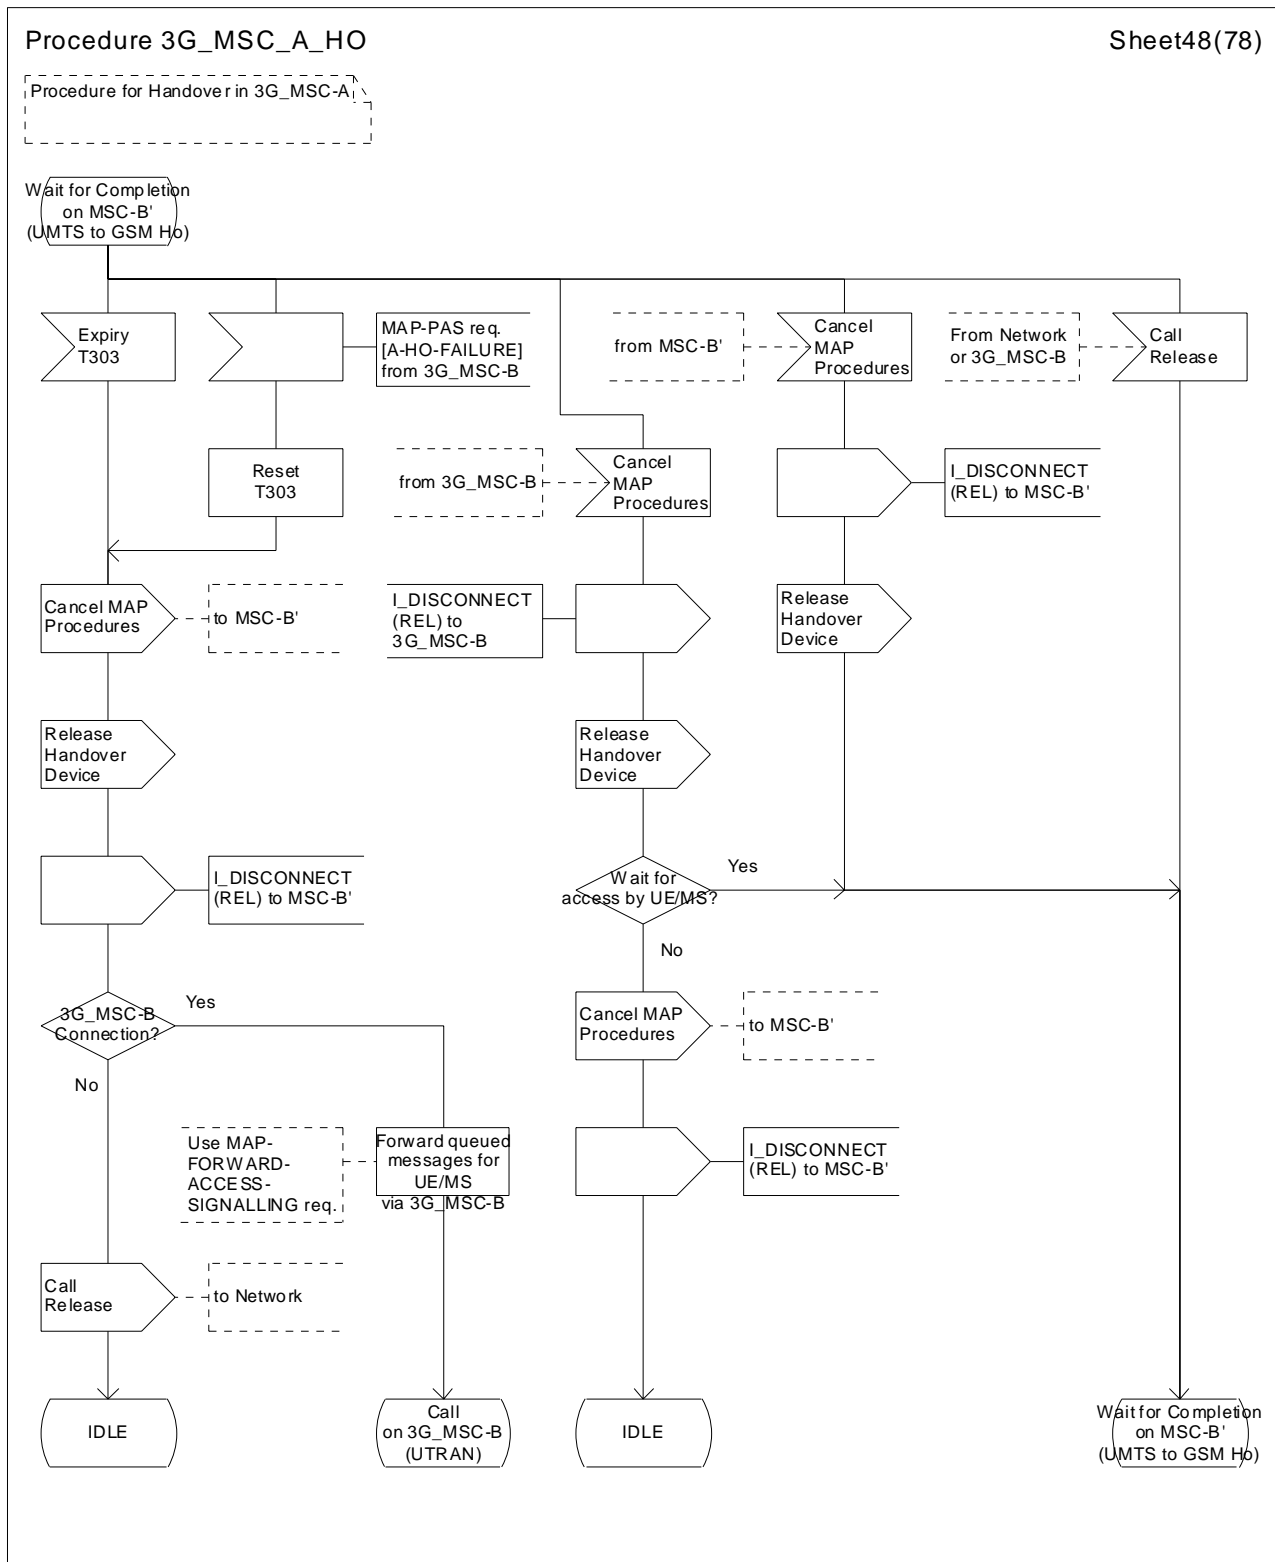 Procedure 3G_MSC_A_HO
Sheet48(78)
Procedure for Handover in 3G_MSC-A
Wait for Completion
on MSC-B'
(UMTS to GSM Ho)
Expiry
T303
MAP-PAS req.
[A-HO-FAILURE]
from 3G_MSC-B
from MSC-B'
Cancel
MAP
Procedures
From Network
or 3G_MSC-B
Call
Release
Reset
T303
from 3G_MSC-B
Cancel
MAP
Procedures
I_DISCONNECT
(REL) to MSC-B'
Cancel MAP
Procedures
to MSC-B'
I_DISCONNECT
(REL) to
3G_MSC-B
Release
Handover
Device
Release
Handover
Device
Release
Handover
Device
I_DISCONNECT
(REL) to MSC-B'
Wait for
access by UE/MS?
Yes
No
3G_MSC-B
Connection?
Yes
No
Cancel MAP
Procedures
to MSC-B'
Use MAP-
FORWARD-
ACCESS-
SIGNALLING req.
Forward queued
messages for
UE/MS
via 3G_MSC-B
I_DISCONNECT
(REL) to MSC-B'
Call
Release
to Network
IDLE
Call
on 3G_MSC-B
(UTRAN)
IDLE
Wait for Completion
on MSC-B'
(UMTS to GSM Ho)